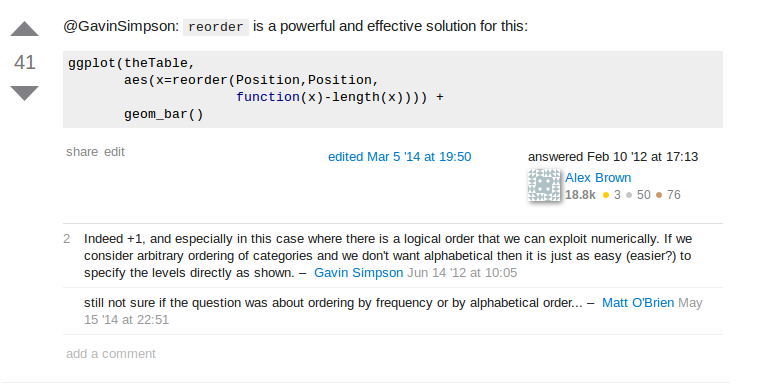 @GavinSimpson: reorder is a powerful and effective solution for this:
41
ggplot(theTable,
       aes(x=reorder(Position,Position,
                     function(x)-length(x)))) +
       geom_bar()
share edit
edited Mar 5 '14 at 19:50
answered Feb 10 '12 at 17:13
Alex Brown
18.8k 3 50 76
2 Indeed +1, and especially in this case where there is a logical order that we can exploit numerically. If we
consider arbitrary ordering of categories and we don't want alphabetical then it is just as easy (easier?) to
specify the levels directly as shown. – Gavin Simpson Jun 14 '12 at 10:05
still not sure if the question was about ordering by frequency or by alphabetical order... – Matt O'Brien May
15 '14 at 22:51
add a comment